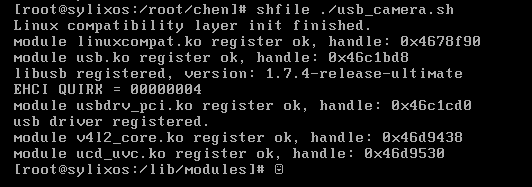 [root@sylixos:/root/chen]# shfile ./usb_camera.sh
Linux compatibility layer init finished.
module linuxcompat.ko register ok, handle: 0x4678f90
module usb.ko register ok, handle: 0x46c1bd8
libusb registered, version: 1.7.4-release-ultimate
EHCI QUIRK = 00000004
module usbdrv_pci.ko register ok, handle: 0x46c1cd0
usb driver registered.
module v4l2_core.ko register ok, handle: 0x46d9438
module ucd_uvc.ko register ok, handle: 0x46d9530
[root@sylixos:/lib/modules]#